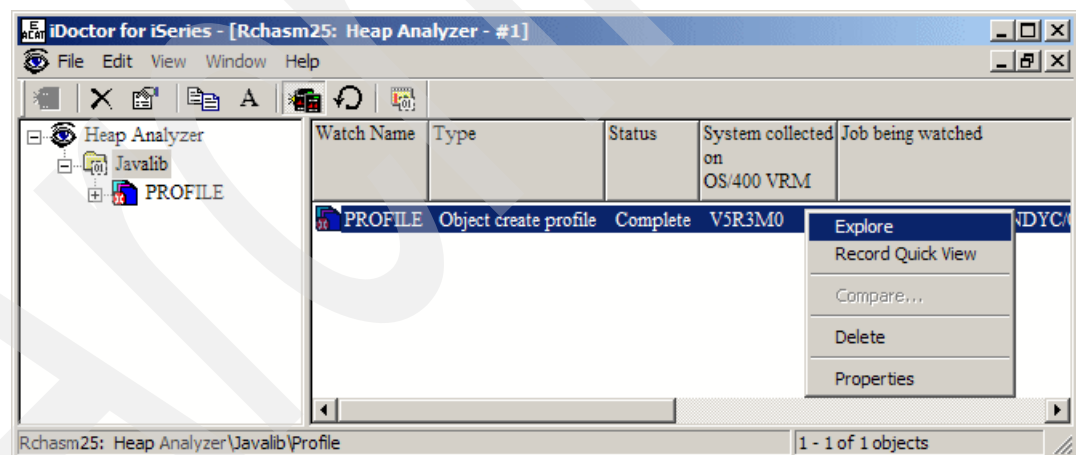 iDoctor for iSeries - [Rchasm25: Heap Analyzer - #1]
File Edit View Window Help
A
Heap Analyzer
Javalib
PROFILE
Watch Name Type Status System collected on OS/400 VRM Job being watched
PROFILE Object create profile Complete V5R3M0
Explore
Record Quick View
Compare...
Delete
Properties
Rchasm25: Heap Analyzer\Javalib\Profile 1 - 1 of 1 objects